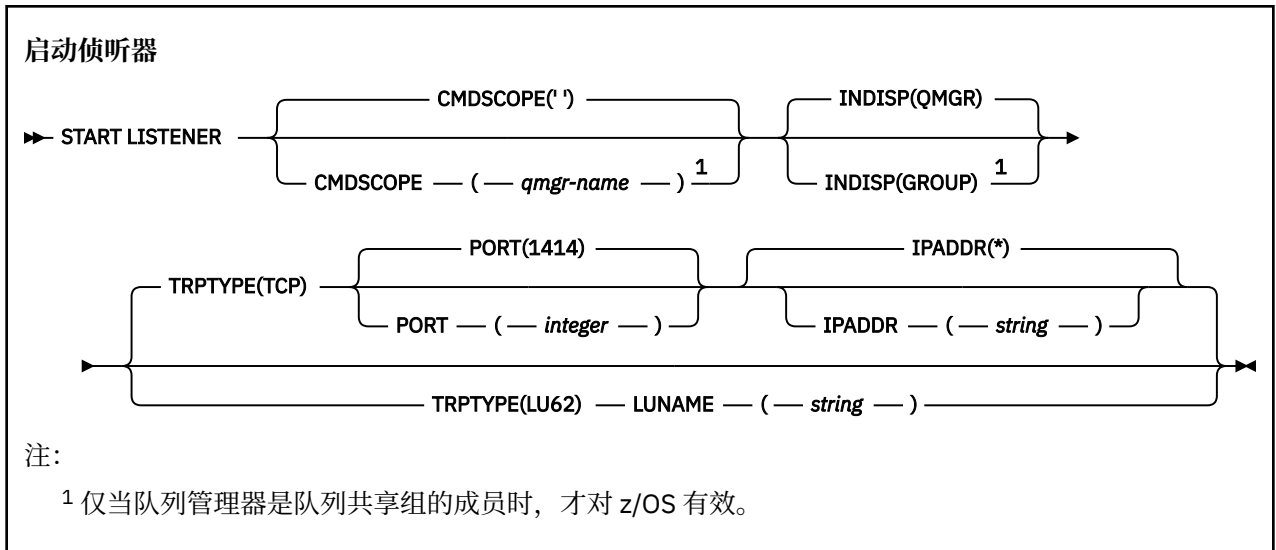 启动侦听器
CMDSCOPE(' ') INDISP(QMGR)
START LISTENER
CMDSCOPE ( qmgr-name ) 1 INDISP(GROUP) 1
PORT(1414) IPADDR(*)
TRPTYPE(TCP)
PORT ( integer ) IPADDR ( string )
TRPTYPE(LU62) LUNAME ( string )
注：
1 仅当队列管理器是队列共享组的成员时，才对 z/OS 有效。